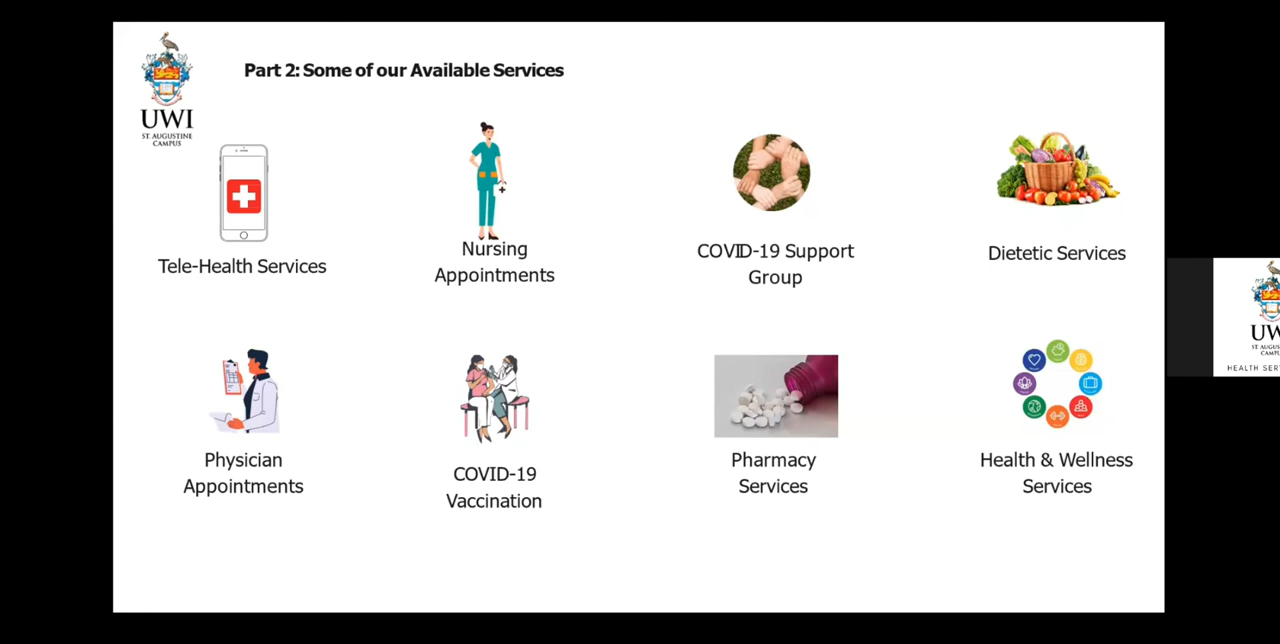 Part 2: Some of our Available Services
UWI
ST. AUGUSTINE
CAMPUS
Tele-Health Services
Nursing
Appointments
COVID-19 Support
Group
Dietetic Services
Physician
Appointments
COVID-19
Vaccination
Pharmacy
Services
Health & Wellness
Services